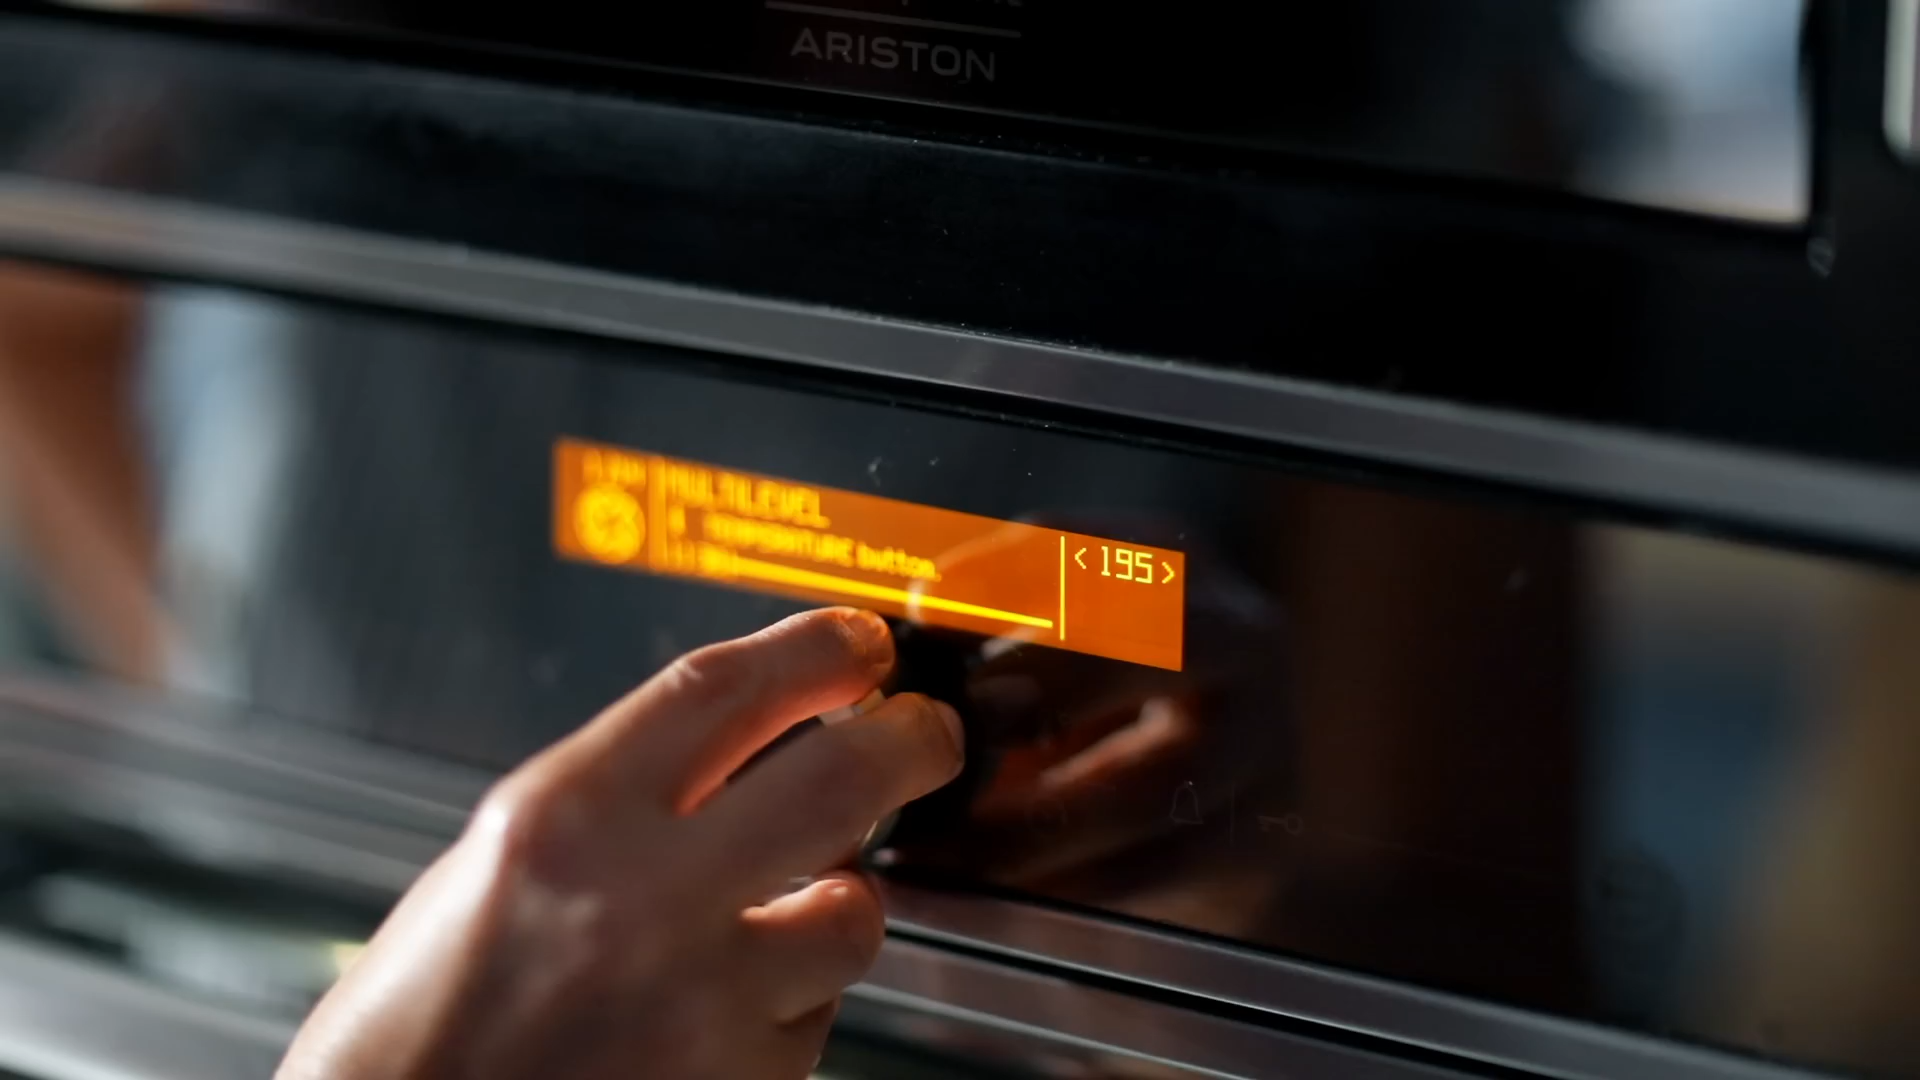 ARISTON
MULTILEVEL
TEMPERATURE button.
< 195 >